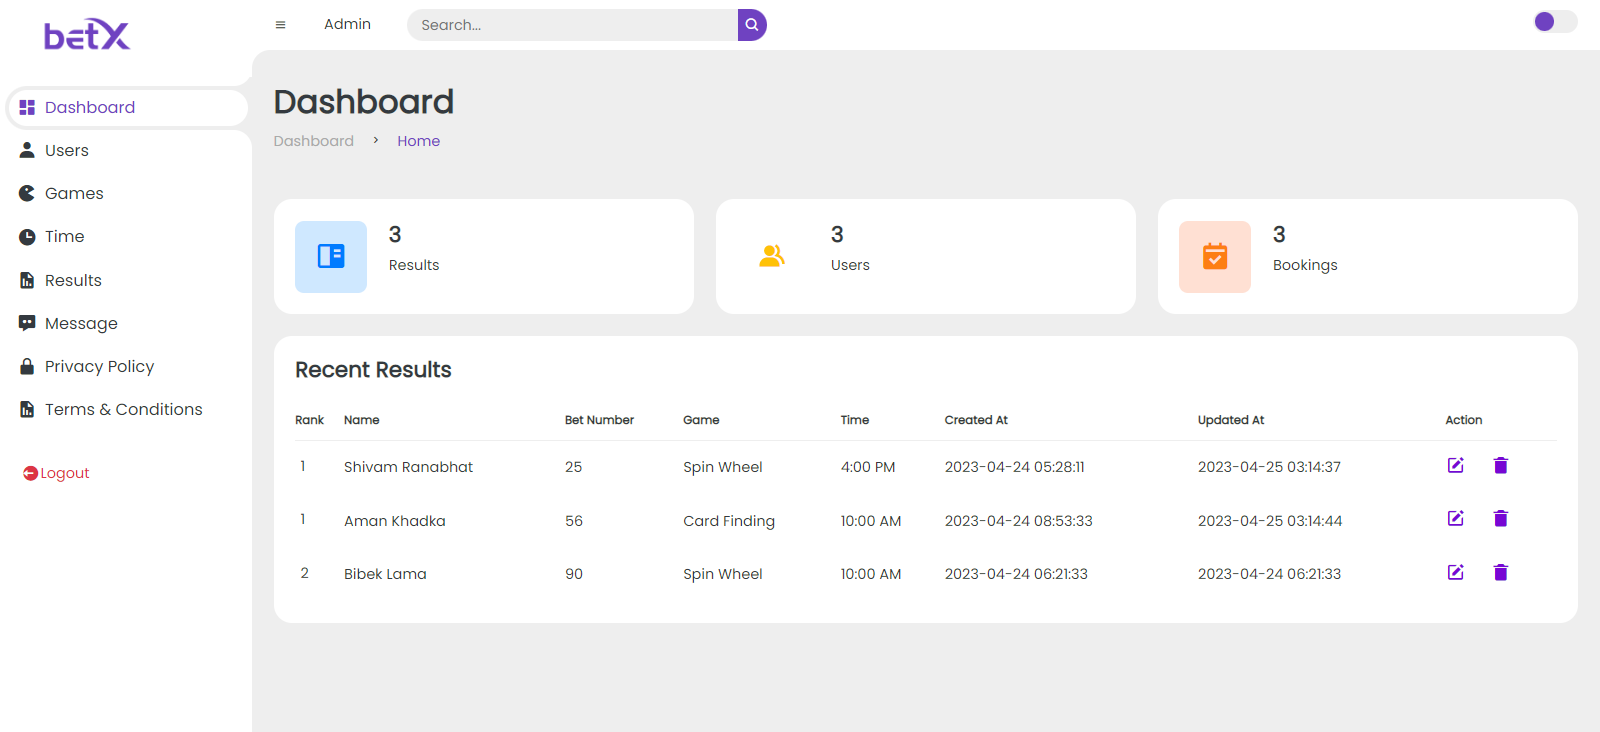 betX
Admin
Search...
Dashboard
Users
Games
Time
Results
Message
Privacy Policy
Terms & Conditions
Logout
Dashboard
Dashboard > Home
3
Results
3
Users
3
Bookings
Recent Results
Rank Name Bet Number Game Time Created At Updated At Action
1 Shivam Ranabhat 25 Spin Wheel 4:00 PM 2023-04-24 05:28:11 2023-04-25 03:14:37
1 Aman Khadka 56 Card Finding 10:00 AM 2023-04-24 08:53:33 2023-04-25 03:14:44
2 Bibek Lama 90 Spin Wheel 10:00 AM 2023-04-24 06:21:33 2023-04-24 06:21:33